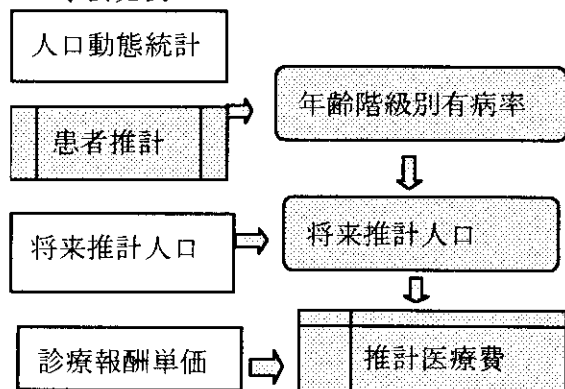 人口動態統計
年齢階級別有病率
患者推計
将来推計人口
将来推計人口
診療報酬単価
推計医療費